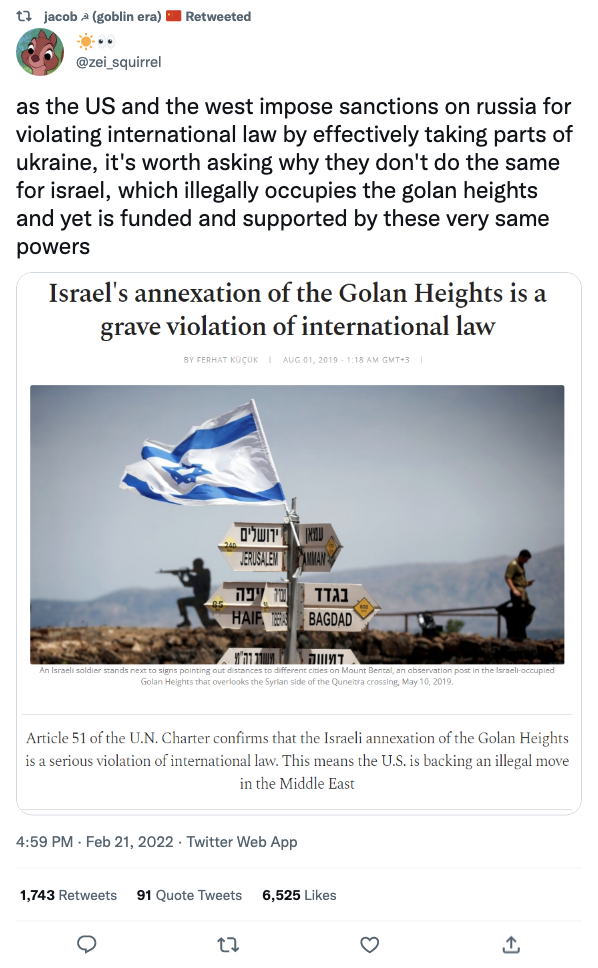 jacob ☭ (goblin era) 🇨🇳 Retweeted
☀️👀
@zei_squirrel
as the US and the west impose sanctions on russia for
violating international law by effectively taking parts of
ukraine, it's worth asking why they don't do the same
for israel, which illegally occupies the golan heights
and yet is funded and supported by these very same
powers
Israel's annexation of the Golan Heights is a
grave violation of international law
BY FERHAT KÜÇÜK | AUG 01, 2019 - 1:18 AM GMT+3 |
ירושלים
240
JERUSALEM
עמאן
AMMAN
יפה
85
HAIF
בגדד
800
BAGDAD
An Israeli soldier stands next to signs pointing out distances to different cities on Mount Bental, an observation post in the Israeli-occupied
Golan Heights that overlooks the Syrian side of the Quneitra crossing, May 10, 2019.
Article 51 of the U.N. Charter confirms that the Israeli annexation of the Golan Heights
is a serious violation of international law. This means the U.S. is backing an illegal move
in the Middle East
4:59 PM · Feb 21, 2022 · Twitter Web App
1,743 Retweets 91 Quote Tweets 6,525 Likes